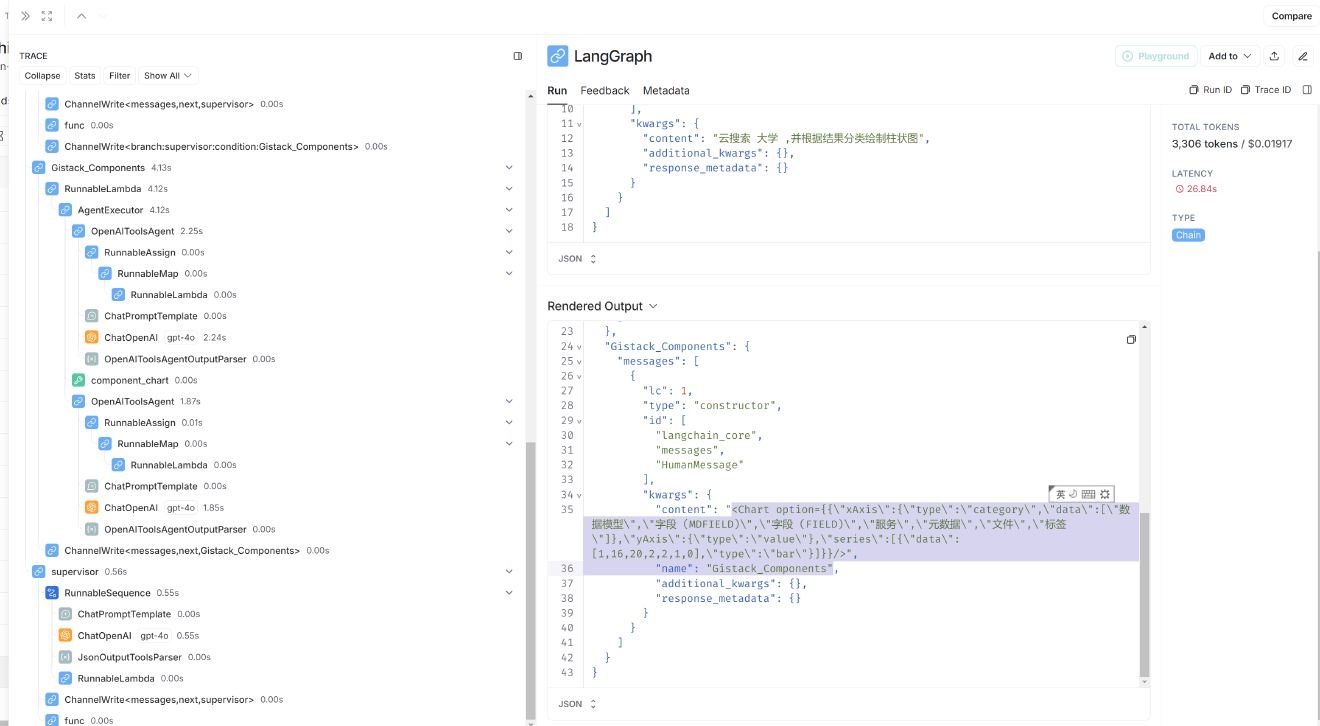 Compare
TRACE
Collapse Stats Filter Show All
ChannelWrite<messages,next,supervisor> 0.00s
func 0.00s
ChannelWrite<branch:supervisor:condition:Gistack_Components> 0.00s
Gistack_Components 4.13s
RunnableLambda 4.12s
AgentExecutor 4.12s
OpenAIToolsAgent 2.25s
RunnableAssign 0.00s
RunnableMap 0.00s
RunnableLambda 0.00s
ChatPromptTemplate 0.00s
ChatOpenAI gpt-4o 2.24s
OpenAIToolsAgentOutputParser 0.00s
component_chart 0.00s
OpenAIToolsAgent 1.87s
RunnableAssign 0.01s
RunnableMap 0.00s
RunnableLambda 0.00s
ChatPromptTemplate 0.00s
ChatOpenAI gpt-4o 1.85s
OpenAIToolsAgentOutputParser 0.00s
ChannelWrite<messages,next,Gistack_Components> 0.00s
supervisor 0.56s
RunnableSequence 0.55s
ChatPromptTemplate 0.00s
ChatOpenAI gpt-4o 0.55s
JsonOutputToolsParser 0.00s
RunnableLambda 0.00s
ChannelWrite<messages,next,supervisor> 0.00s
func 0.00s
LangGraph
Playground Add to
Run Feedback Metadata Run ID Trace ID
10 ],
11 "kwargs": {
12 "content": "云搜索 大学 ,并根据结果分类绘制柱状图",
13 "additional_kwargs": {},
14 "response_metadata": {}
15 }
16 }
17 ]
18 }
JSON
Rendered Output
23 },
24 "Gistack_Components": {
25 "messages": [
26 {
27 "lc": 1,
28 "type": "constructor",
29 "id": [
30 "langchain_core",
31 "messages",
32 "HumanMessage"
33 ],
34 "kwargs": {
英
35 "content": "<Chart option={{\"xAxis\":{\"type\":\"category\",\"data\":[\"数
据模型\",\"字段 (MDFIELD)\",\"字段 (FIELD)\",\"服务\",\"元数据\",\"文件\",\"标签
\"]},\"yAxis\":{\"type\":\"value\"},\"series\":[{\"data\":
[1,16,20,2,2,1,0],\"type\":\"bar\"}]}}/>",
36 "name": "Gistack_Components",
37 "additional_kwargs": {},
38 "response_metadata": {}
39 }
40 }
41 ]
42 }
43 }
JSON
TOTAL TOKENS
3,306 tokens / $0.01917
LATENCY
26.84s
TYPE
Chain